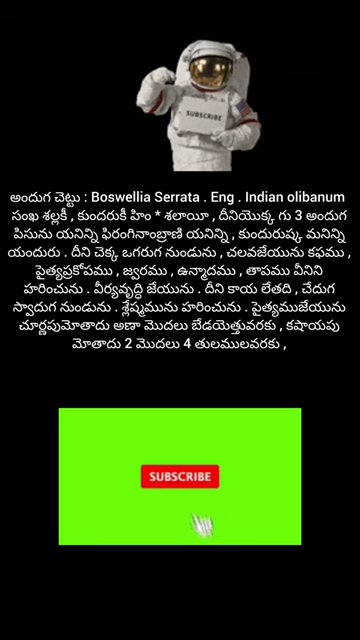 SUBSCRIBE
అందుగ చెట్టు : Boswellia Serrata . Eng . Indian olibanum
సంఖ శల్లకీ , కుందరుకీ హిం * శలాయీ , దీనియొక్క గు 3 అందుగ
పిసును యనిన్ని ఫిరంగినాంబ్రాణి యనిన్ని , కుందురుష్క మనిన్ని
యందురు . దీని చెక్క ఒగరుగ నుండును , చలవజేయును కఫము ,
పైత్యప్రకోపము , జ్వరము , ఉన్మాదము , తాపము వీనిని
హరించును . వీర్యవృద్ధి జేయును . దీని కాయ లేతది , చేదుగ
స్వాదుగ నుండును . శ్లేష్మమును హరించును . పైత్యముజేయును
చూర్ణపుమోతాదు అణా మొదలు బేడయెత్తువరకు , కషాయపు
మోతాదు 2 మొదలు 4 తులములవరకు ,
SUBSCRIBE